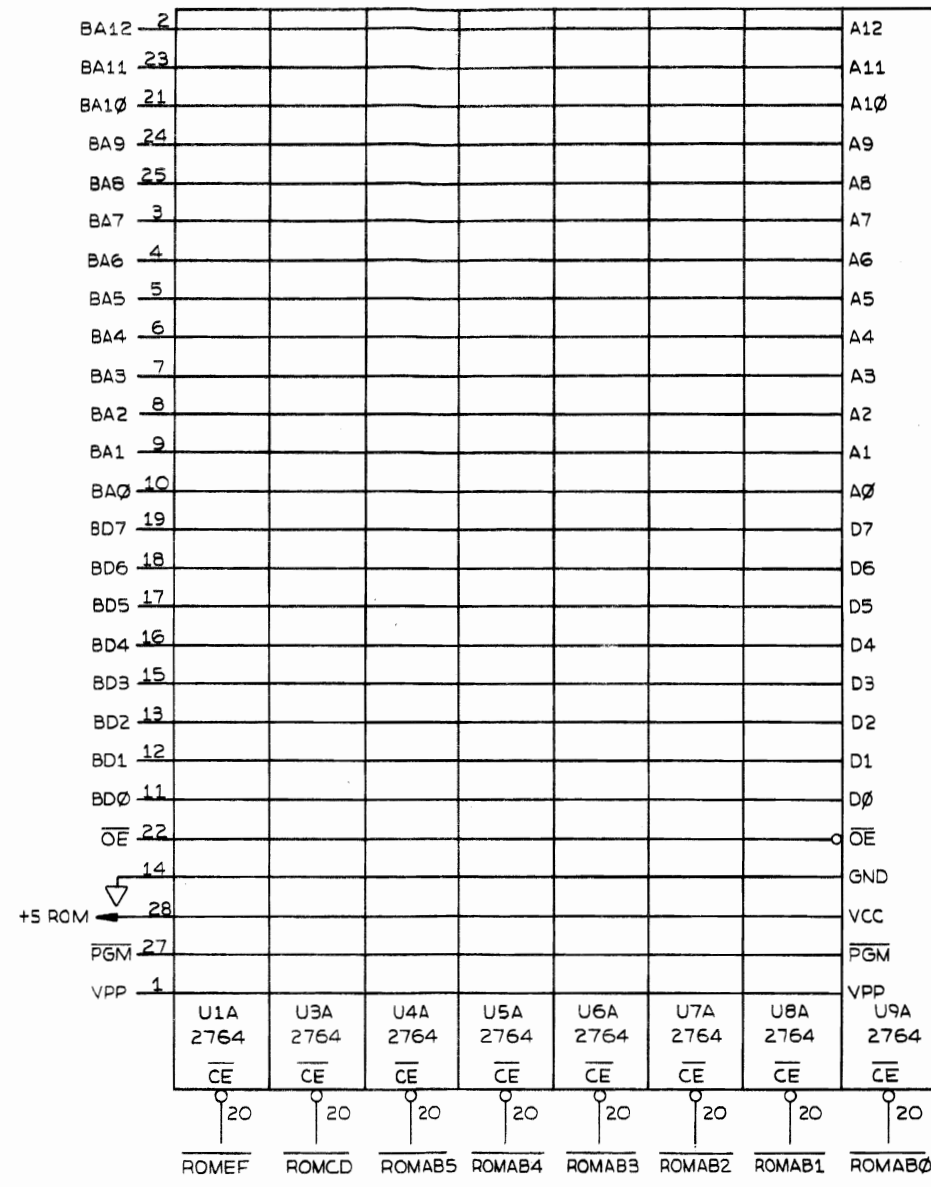 BA12 2 A12
BA11 23 A11
BA1Ø 21 A1Ø
BA9 24 A9
BA8 25 A8
BA7 3 A7
BA6 4 A6
BA5 5 A5
BA4 6 A4
BA3 7 A3
BA2 8 A2
BA1 9 A1
BAØ 10 AØ
BD7 19 D7
BD6 18 D6
BD5 17 D5
BD4 16 D4
BD3 15 D3
BD2 13 D2
BD1 12 D1
BDØ 11 DØ
OE 22 OE
14 GND
+5 ROM 28 VCC
PGM 27 PGM
VPP 1 VPP
U1A U3A U4A U5A U6A U7A U8A U9A
2764 2764 2764 2764 2764 2764 2764 2764
CE CE CE CE CE CE CE CE
20 20 20 20 20 20 20 20
ROMEF ROMCD ROMAB5 ROMAB4 ROMAB3 ROMAB2 ROMAB1 ROMABØ